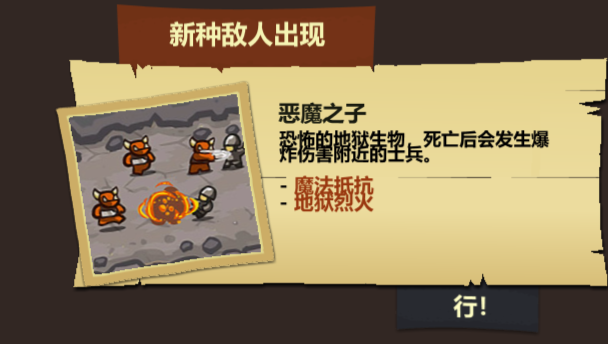 新种敌人出现
恶魔之子
恐怖的地狱生物，死亡后会发生爆
炸伤害附近的士兵。
- 魔法抵抗
- 地狱烈火
行!